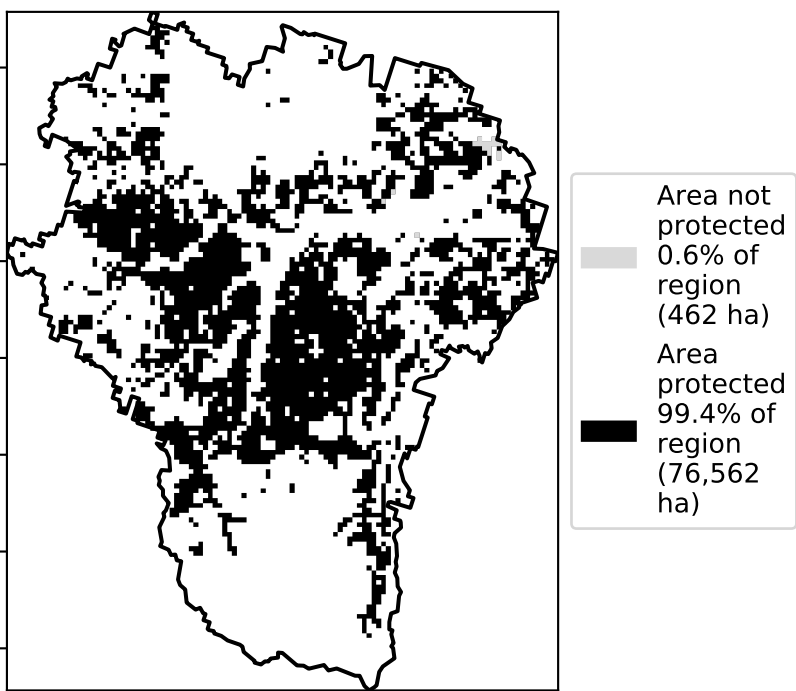 Area not
protected
0.6% of
region
(462 ha)
Area
protected
99.4% of
region
(76,562
ha)